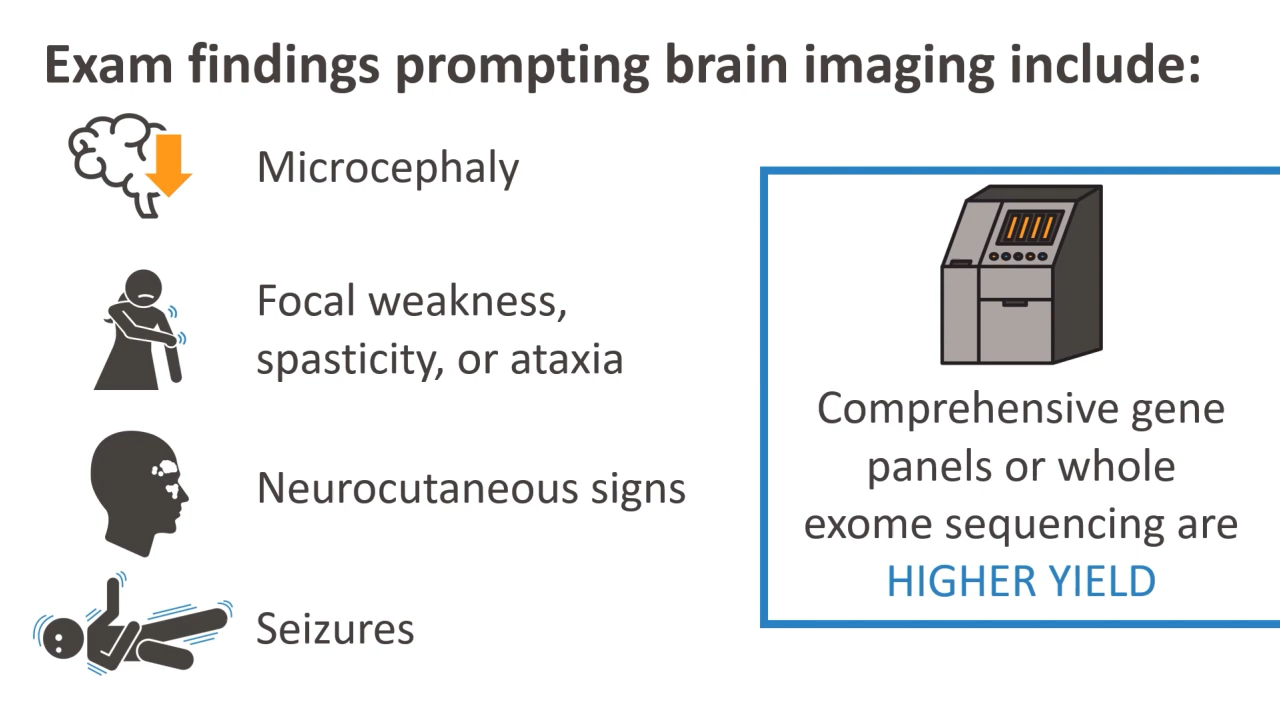 Exam findings prompting brain imaging include:
Microcephaly
Focal weakness,
spasticity, or ataxia
Neurocutaneous signs
Seizures
Comprehensive gene
panels or whole
exome sequencing are
HIGHER YIELD